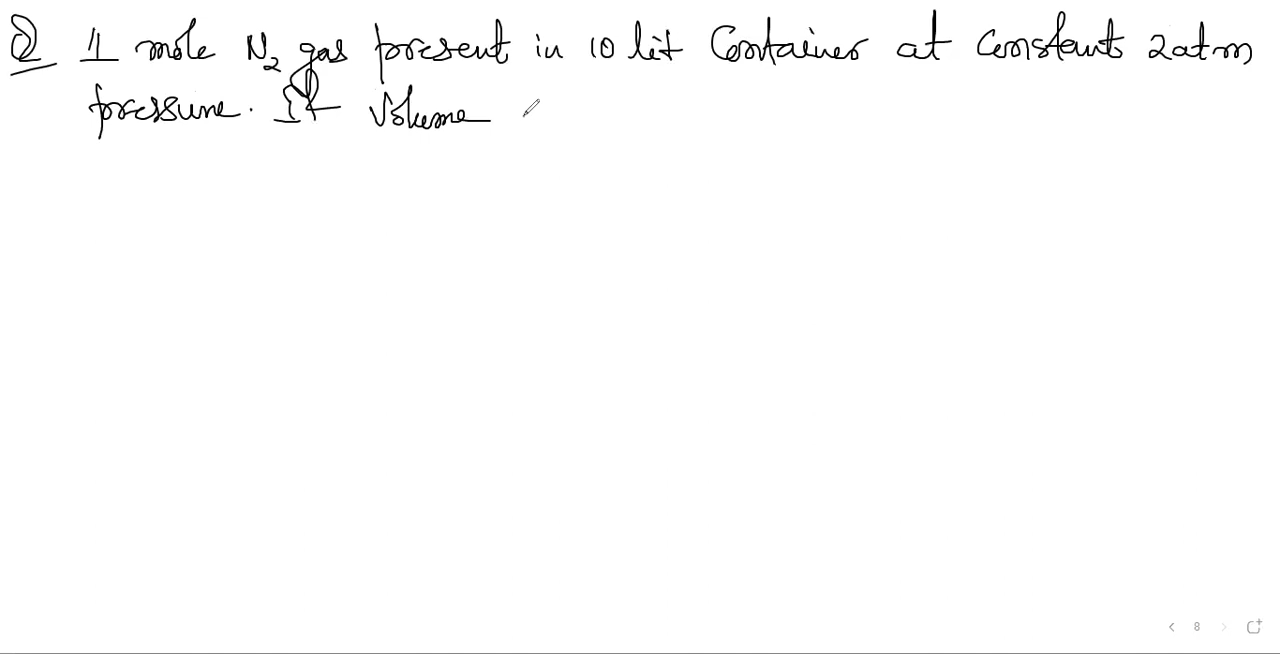 Q 1 mole N₂ gas present in 10 lit Container at constant 2atm
pressure. If Volume
8